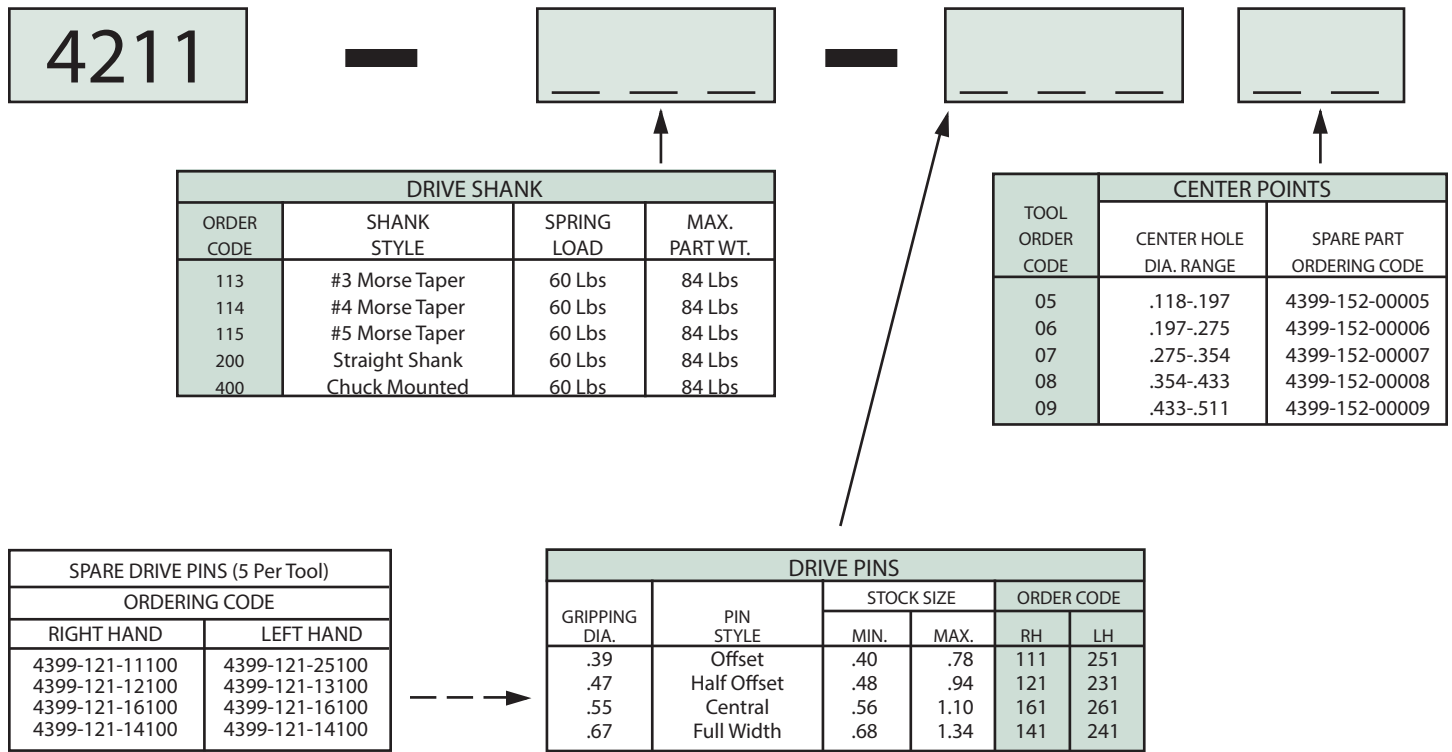 4211
DRIVE SHANK
ORDER CODE | SHANK STYLE | SPRING LOAD | MAX. PART WT.
113 | #3 Morse Taper | 60 Lbs | 84 Lbs
114 | #4 Morse Taper | 60 Lbs | 84 Lbs
115 | #5 Morse Taper | 60 Lbs | 84 Lbs
200 | Straight Shank | 60 Lbs | 84 Lbs
400 | Chuck Mounted | 60 Lbs | 84 Lbs
CENTER POINTS
TOOL ORDER CODE | CENTER HOLE DIA. RANGE | SPARE PART ORDERING CODE
05 | .118-.197 | 4399-152-00005
06 | .197-.275 | 4399-152-00006
07 | .275-.354 | 4399-152-00007
08 | .354-.433 | 4399-152-00008
09 | .433-.511 | 4399-152-00009
SPARE DRIVE PINS (5 Per Tool)
ORDERING CODE
RIGHT HAND | LEFT HAND
4399-121-11100 | 4399-121-25100
4399-121-12100 | 4399-121-13100
4399-121-16100 | 4399-121-16100
4399-121-14100 | 4399-121-14100
DRIVE PINS
GRIPPING DIA. | PIN STYLE | STOCK SIZE | ORDER CODE
MIN. | MAX. | RH | LH
.39 | Offset | .40 | .78 | 111 | 251
.47 | Half Offset | .48 | .94 | 121 | 231
.55 | Central | .56 | 1.10 | 161 | 261
.67 | Full Width | .68 | 1.34 | 141 | 241